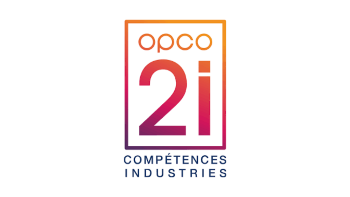 opco
2i
COMPÉTENCES
INDUSTRIES